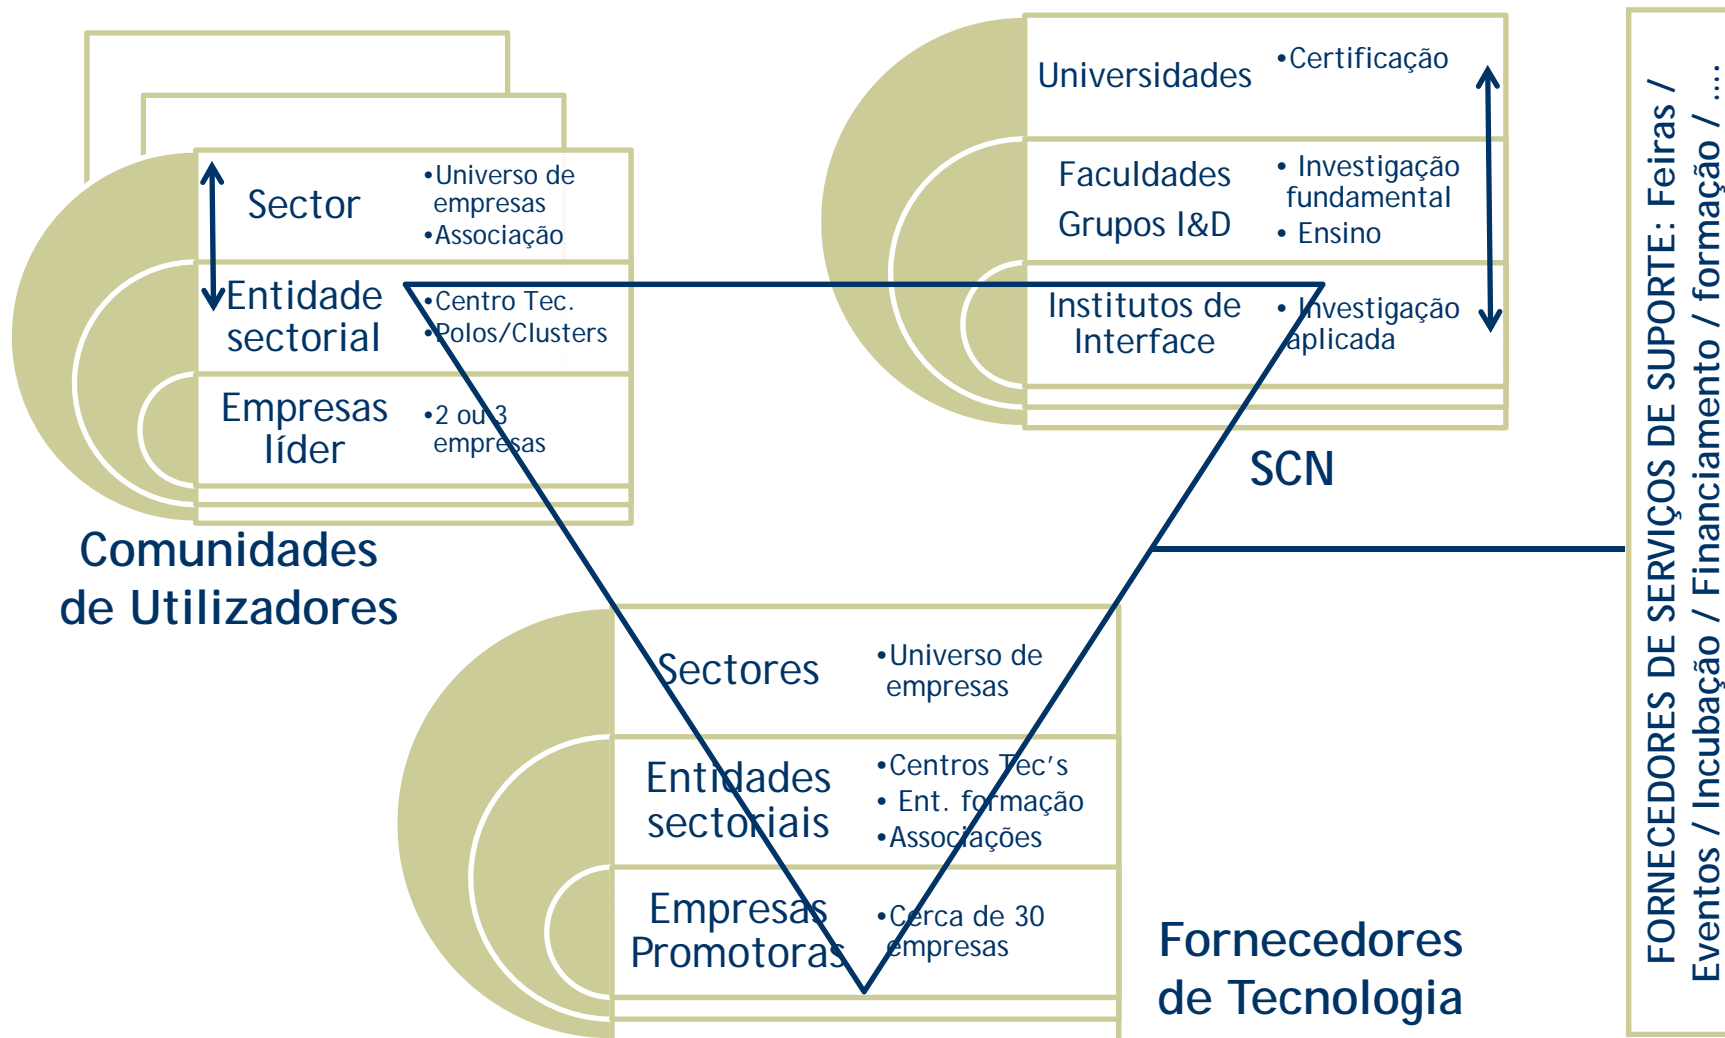 Sector
•Universo de
empresas
•Associação
Entidade
sectorial
•Centro Tec.
•Polos/Clusters
Empresas
líder
•2 ou 3
empresas
Comunidades
de Utilizadores
Universidades
•Certificação
Faculdades
Grupos I&D
• Investigação
fundamental
• Ensino
Institutos de
Interface
• Investigação
aplicada
SCN
Sectores
•Universo de
empresas
Entidades
sectoriais
•Centros Tec’s
• Ent. formação
•Associações
Empresas
Promotoras
•Cerca de 30
empresas
Fornecedores
de Tecnologia
FORNECEDORES DE SERVIÇOS DE SUPORTE: Feiras /
Eventos / Incubação / Financiamento / formação / ....